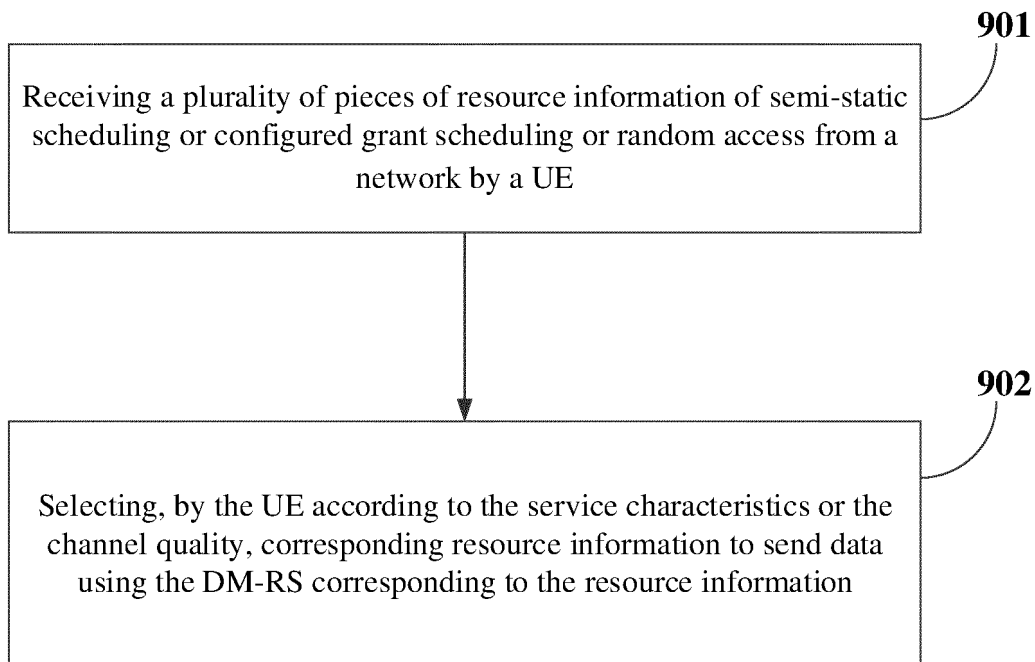 901
Receiving a plurality of pieces of resource information of semi-static
scheduling or configured grant scheduling or random access from a
network by a UE
902
Selecting, by the UE according to the service characteristics or the
channel quality, corresponding resource information to send data
using the DM-RS corresponding to the resource information